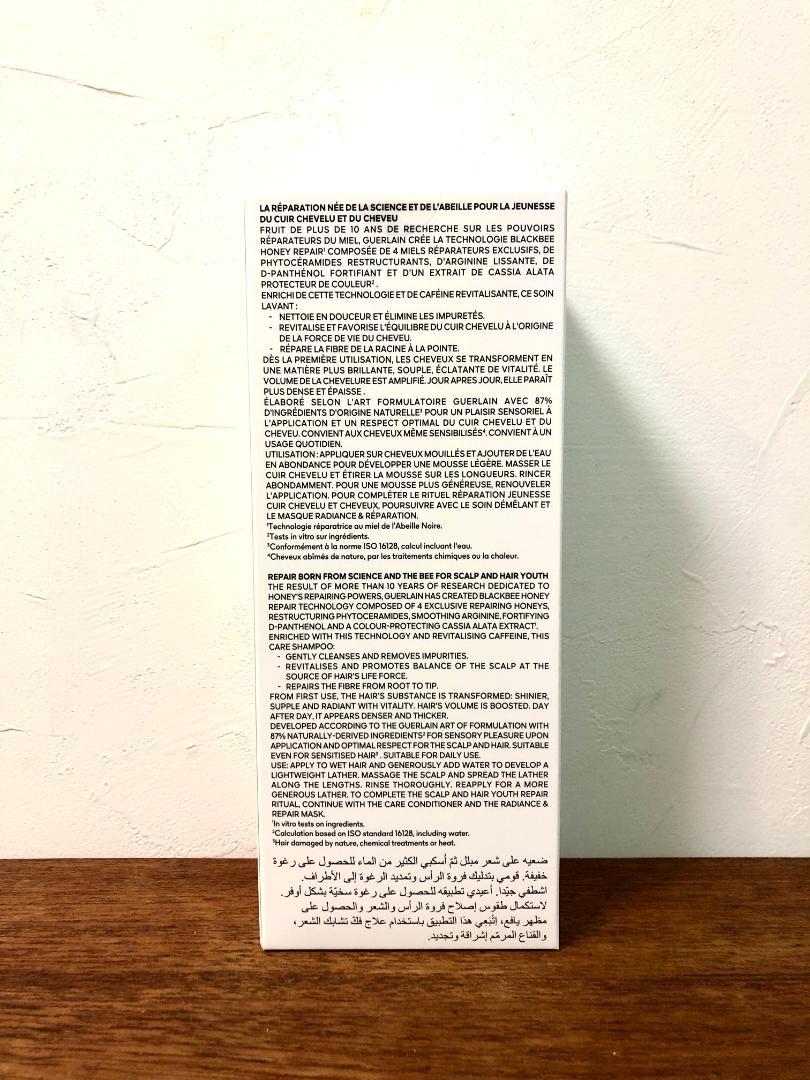 LA RÉPARATION NÉE DE LA SCIENCE ET DE L'ABEILLE POUR LA JEUNESSE
DU CUIR CHEVELU ET DU CHEVEU
FRUIT DE PLUS DE 10 ANS DE RECHERCHE SUR LES POUVOIRS
RÉPARATEURS DU MIEL, GUERLAIN CRÉE LA TECHNOLOGIE BLACKBEE
HONEY REPAIR¹ COMPOSÉE DE 4 MIELS RÉPARATEURS EXCLUSIFS, DE
PHYTOCÉRAMIDES RESTRUCTURANTS, D'ARGININE LISSANTE, DE
D-PANTHÉNOL FORTIFIANT ET D'UN EXTRAIT DE CASSIA ALATA
PROTECTEUR DE COULEUR².
ENRICHI DE CETTE TECHNOLOGIE ET DE CAFÉINE REVITALISANTE, CE SOIN
LAVANT :
- NETTOIE EN DOUCEUR ET ÉLIMINE LES IMPURETÉS.
- REVITALISE ET FAVORISE L'ÉQUILIBRE DU CUIR CHEVELU À L'ORIGINE
DE LA FORCE DE VIE DU CHEVEU.
- RÉPARE LA FIBRE DE LA RACINE À LA POINTE.
DÈS LA PREMIÈRE UTILISATION, LES CHEVEUX SE TRANSFORMENT EN
UNE MATIÈRE PLUS BRILLANTE, SOUPLE, ÉCLATANTE DE VITALITÉ. LE
VOLUME DE LA CHEVELURE EST AMPLIFIÉ. JOUR APRES JOUR, ELLE PARAÎT
PLUS DENSE ET ÉPAISSE .
ÉLABORÉ SELON L'ART FORMULATOIRE GUERLAIN AVEC 87%
D'INGRÉDIENTS D'ORIGINE NATURELLE³ POUR UN PLAISIR SENSORIEL À
L'APPLICATION ET UN RESPECT OPTIMAL DU CUIR CHEVELU ET DU
CHEVEU. CONVIENT AUX CHEVEUX MÊME SENSIBILISÉS⁴. CONVIENT À UN
USAGE QUOTIDIEN.
UTILISATION : APPLIQUER SUR CHEVEUX MOUILLÉS ET AJOUTER DE L'EAU
EN ABONDANCE POUR DÉVELOPPER UNE MOUSSE LÉGÈRE. MASSER LE
CUIR CHEVELU ET ÉTIRER LA MOUSSE SUR LES LONGUEURS. RINCER
ABONDAMMENT. POUR UNE MOUSSE PLUS GÉNÉREUSE, RENOUVELER
L'APPLICATION. POUR COMPLÉTER LE RITUEL RÉPARATION JEUNESSE
CUIR CHEVELU ET CHEVEUX, POURSUIVRE AVEC LE SOIN DÉMÊLANT ET
LE MASQUE RADIANCE & RÉPARATION.
¹Technologie réparatrice au miel de l'Abeille Noire.
²Tests in vitro sur ingrédients.
³Conformément à la norme ISO 16128, calcul incluant l'eau.
⁴Cheveux abîmés de nature, par les traitements chimiques ou la chaleur.
REPAIR BORN FROM SCIENCE AND THE BEE FOR SCALP AND HAIR YOUTH
THE RESULT OF MORE THAN 10 YEARS OF RESEARCH DEDICATED TO
HONEY'S REPAIRING POWERS, GUERLAIN HAS CREATED BLACKBEE HONEY
REPAIR TECHNOLOGY COMPOSED OF 4 EXCLUSIVE REPAIRING HONEYS,
RESTRUCTURING PHYTOCERAMIDES, SMOOTHING ARGININE, FORTIFYING
D-PANTHENOL AND A COLOUR-PROTECTING CASSIA ALATA EXTRACT¹.
ENRICHED WITH THIS TECHNOLOGY AND REVITALISING CAFFEINE, THIS
CARE SHAMPOO:
- GENTLY CLEANSES AND REMOVES IMPURITIES.
- REVITALISES AND PROMOTES BALANCE OF THE SCALP AT THE
SOURCE OF HAIR'S LIFE FORCE.
- REPAIRS THE FIBRE FROM ROOT TO TIP.
FROM FIRST USE, THE HAIR'S SUBSTANCE IS TRANSFORMED: SHINIER,
SUPPLE AND RADIANT WITH VITALITY. HAIR'S VOLUME IS BOOSTED. DAY
AFTER DAY, IT APPEARS DENSER AND THICKER.
DEVELOPED ACCORDING TO THE GUERLAIN ART OF FORMULATION WITH
87% NATURALLY-DERIVED INGREDIENTS² FOR SENSORY PLEASURE UPON
APPLICATION AND OPTIMAL RESPECT FOR THE SCALP AND HAIR. SUITABLE
EVEN FOR SENSITISED HAIR³. SUITABLE FOR DAILY USE.
USE: APPLY TO WET HAIR AND GENEROUSLY ADD WATER TO DEVELOP A
LIGHTWEIGHT LATHER. MASSAGE THE SCALP AND SPREAD THE LATHER
ALONG THE LENGTHS. RINSE THOROUGHLY. REAPPLY FOR A MORE
GENEROUS LATHER. TO COMPLETE THE SCALP AND HAIR YOUTH REPAIR
RITUAL, CONTINUE WITH THE CARE CONDITIONER AND THE RADIANCE &
REPAIR MASK.
¹In vitro tests on ingredients.
²Calculation based on ISO standard 16128, including water.
³Hair damaged by nature, chemical treatments or heat.
ضعيه على شعر مبلل ثمّ أسكبي الكثير من الماء للحصول على رغوة
خفيفة. قومي بتدليك فروة الرأس وتمديد الرغوة إلى الأطراف.
اشطفي جيّدا. أعيدي تطبيقه للحصول على رغوة سخيّة بشكل أوفر.
لاستكمال طقوس إصلاح فروة الرأس والشعر والحصول على
مظهر يافع، إتّبعي هذا التطبيق باستخدام علاج فكّ تشابك الشعر،
والقناع المرمّم إشراقة وتجديد.